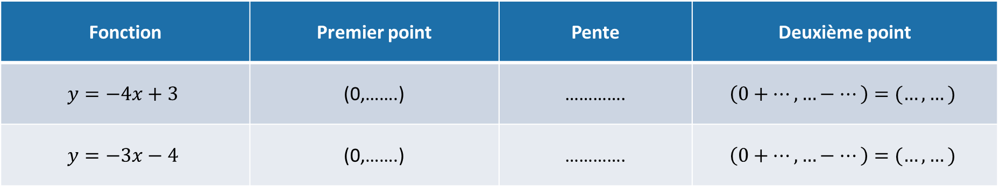 Fonction Premier point Pente Deuxième point
y = −4x + 3 (0,…….) …………. (0 + ⋯ , … − ⋯ ) = (… , … )
y = −3x − 4 (0,…….) …………. (0 + ⋯ , … − ⋯ ) = (… , … )